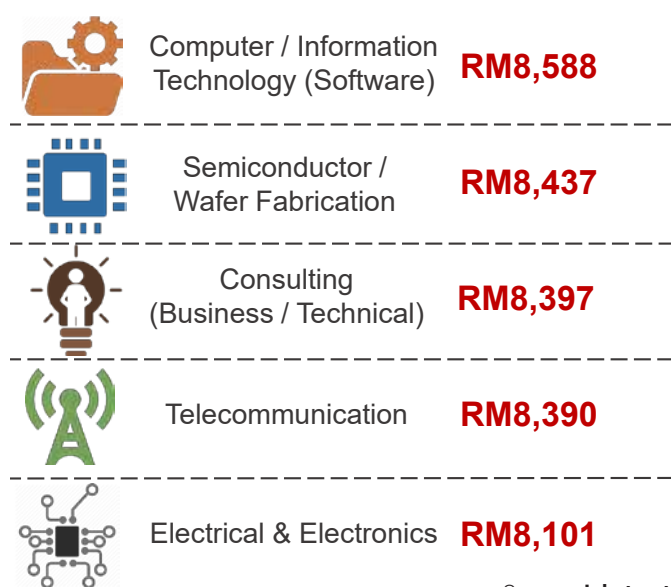 Computer / Information
Technology (Software)
RM8,588
Semiconductor /
Wafer Fabrication
RM8,437
Consulting
(Business / Technical)
RM8,397
Telecommunication
RM8,390
Electrical & Electronics
RM8,101